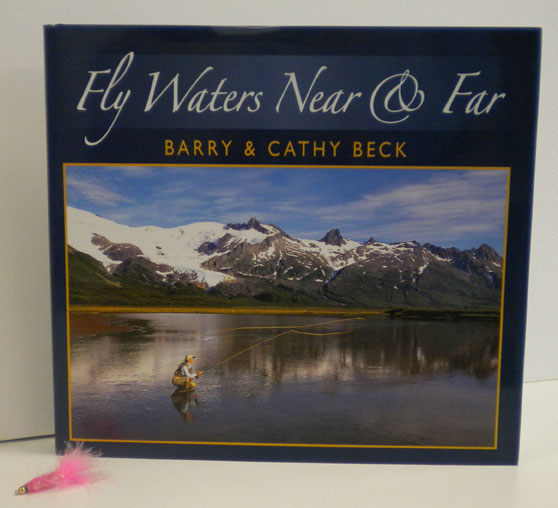 Fly Waters Near & Far
BARRY & CATHY BECK